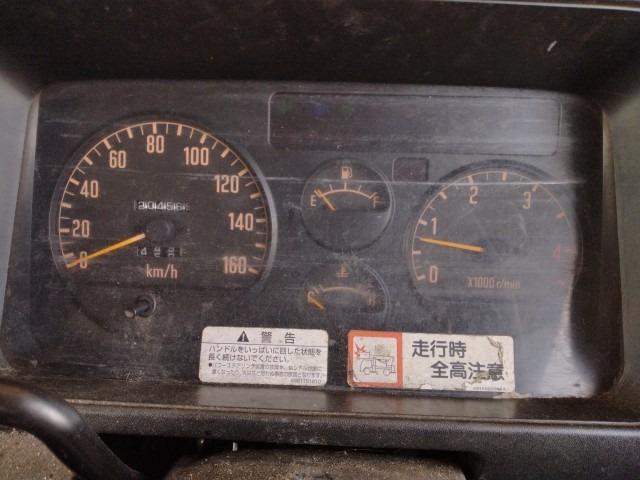 0
20
40
60
80
100
120
140
160
km/h
E
F
0
1
2
3
4
X1000 r/min
警告
ハンドルをいっぱいに回した状態を
長く続けないでください。
走行時
全高注意